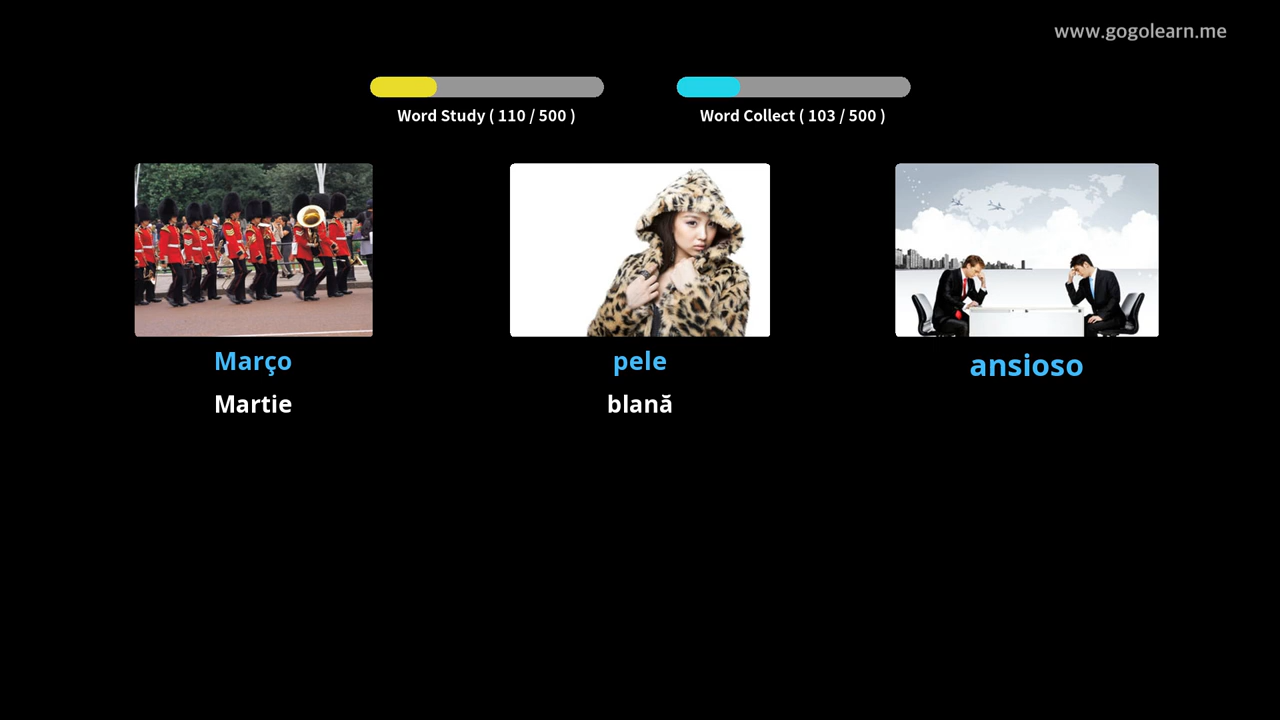 www.gogolearn.me
Word Study ( 110 / 500 )
Word Collect ( 103 / 500 )
Março
Martie
pele
blană
ansioso